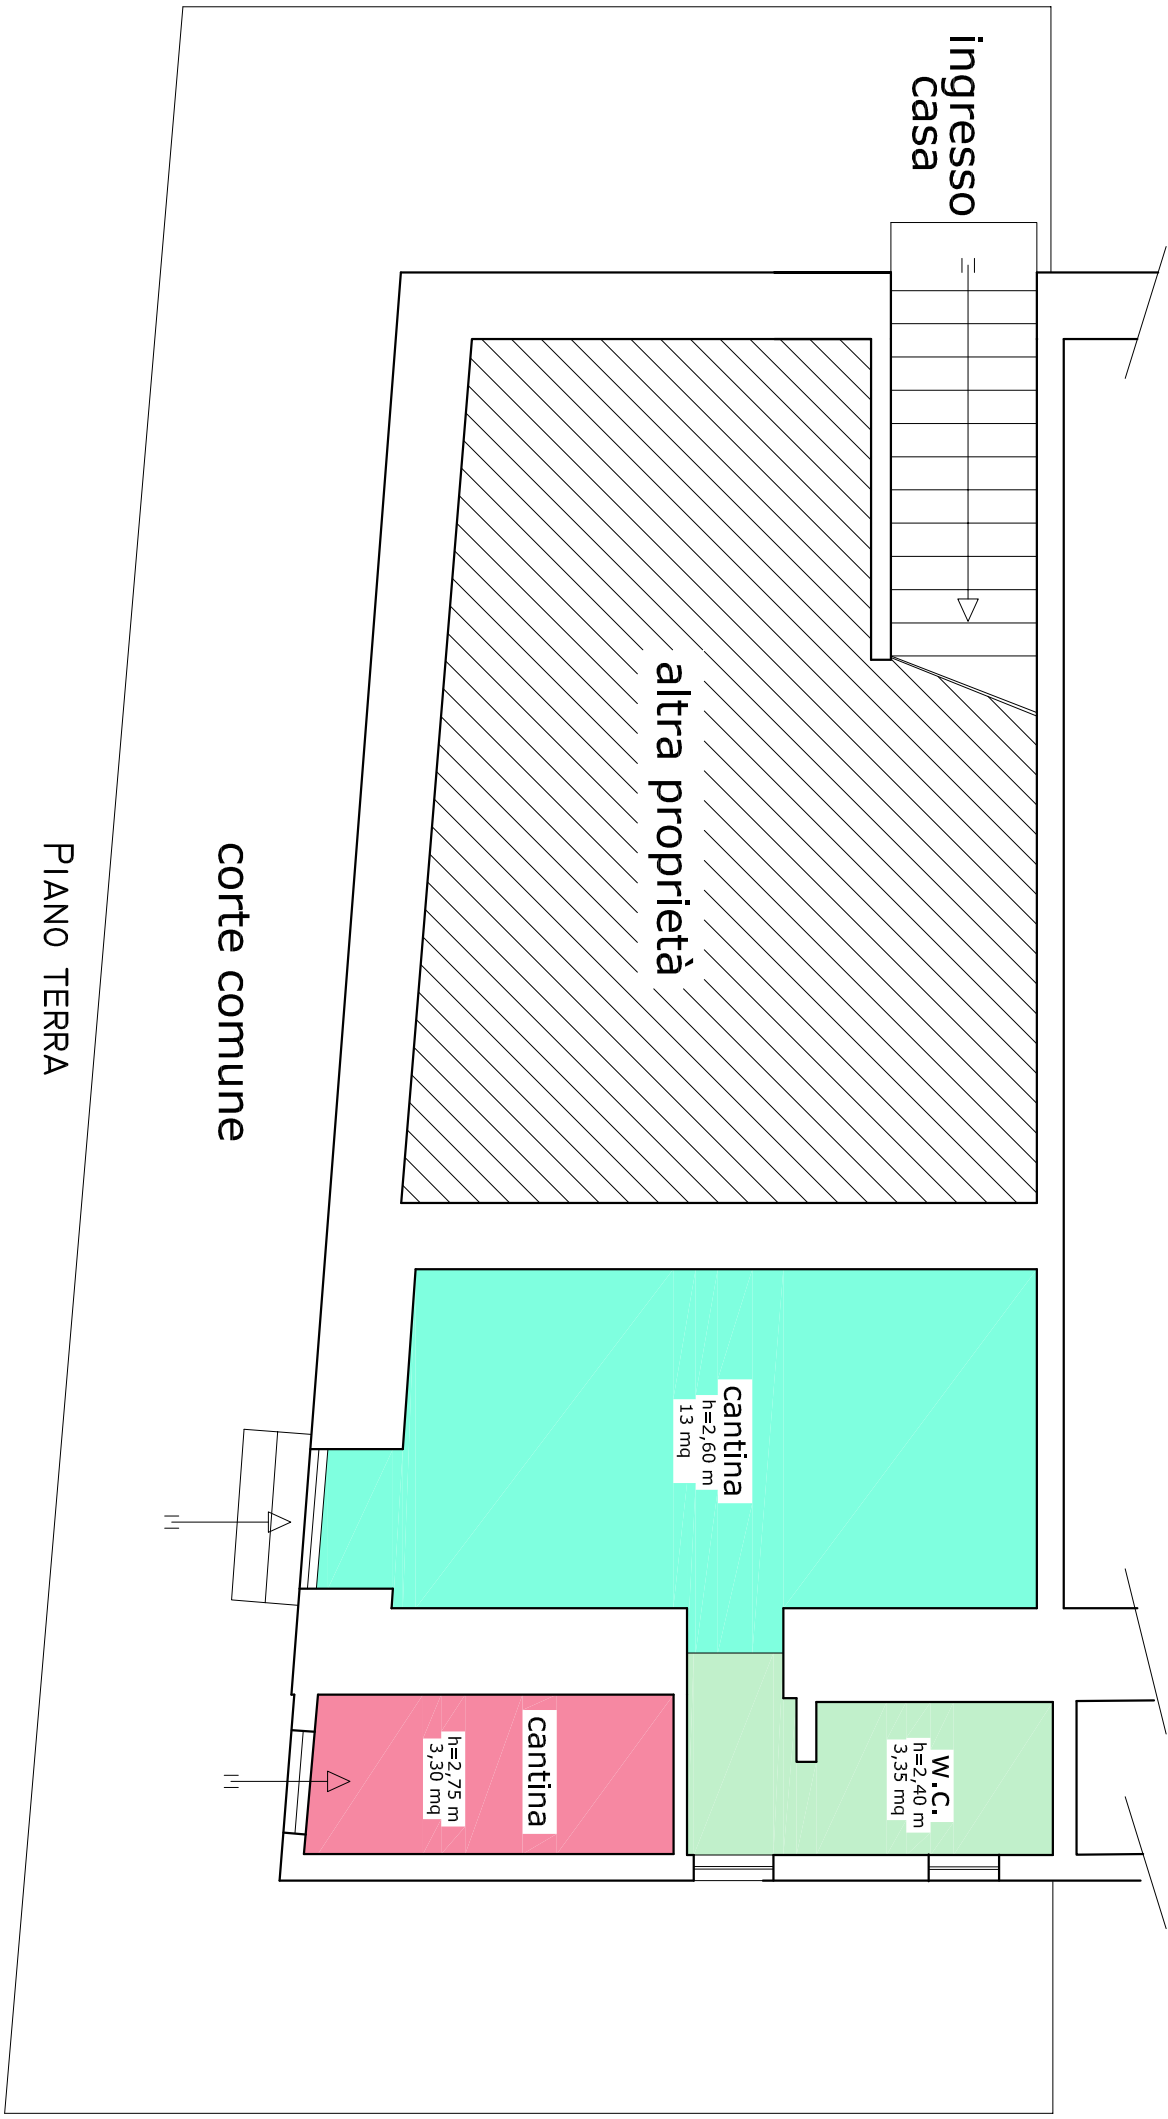 ingresso
casa
altra proprietà
cantina
h=2,60 m
13 mq
w.c.
h=2,40 m
3,35 mq
cantina
h=2,75 m
3,30 mq
corte comune
PIANO TERRA